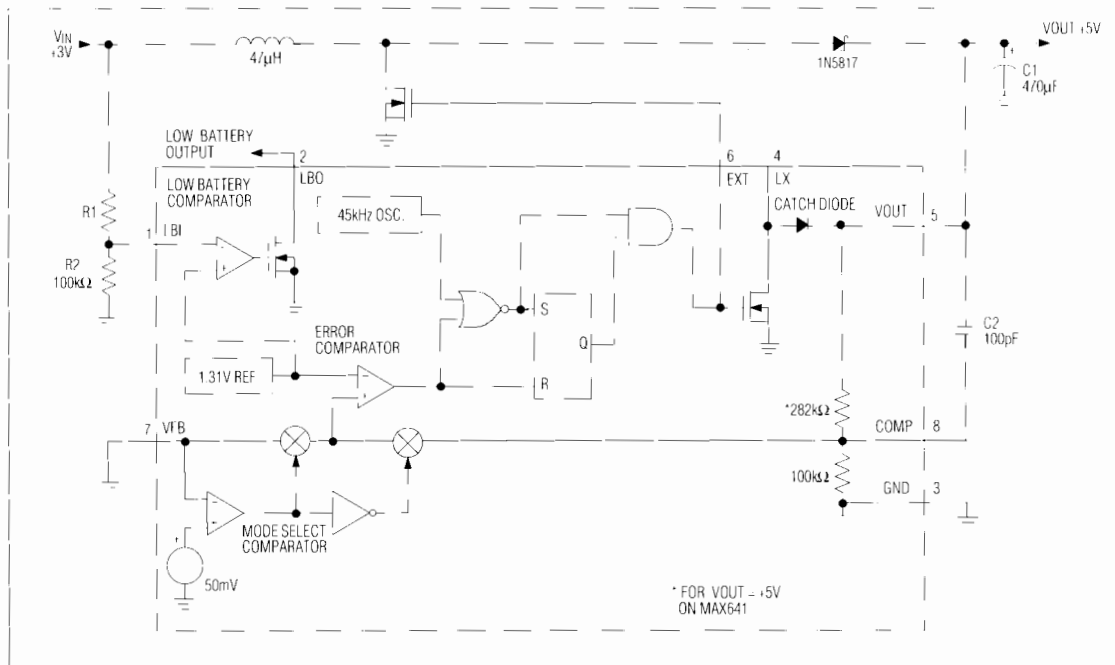 VIN
+3V
47µH
1N5817
VOUT +5V
+
C1
470µF
LOW BATTERY
OUTPUT
2
LBO
6
EXT
4
LX
LOW BATTERY
COMPARATOR
45kHz OSC.
CATCH DIODE
VOUT
5
R1
1
LBI
-
+
R2
100kΩ
ERROR
COMPARATOR
S
Q
R
C2
100pF
1.31V REF
-
+
*282kΩ
7
VFB
COMP
8
100kΩ
GND
3
-
+
MODE SELECT
COMPARATOR
+
50mV
* FOR VOUT = +5V
ON MAX641